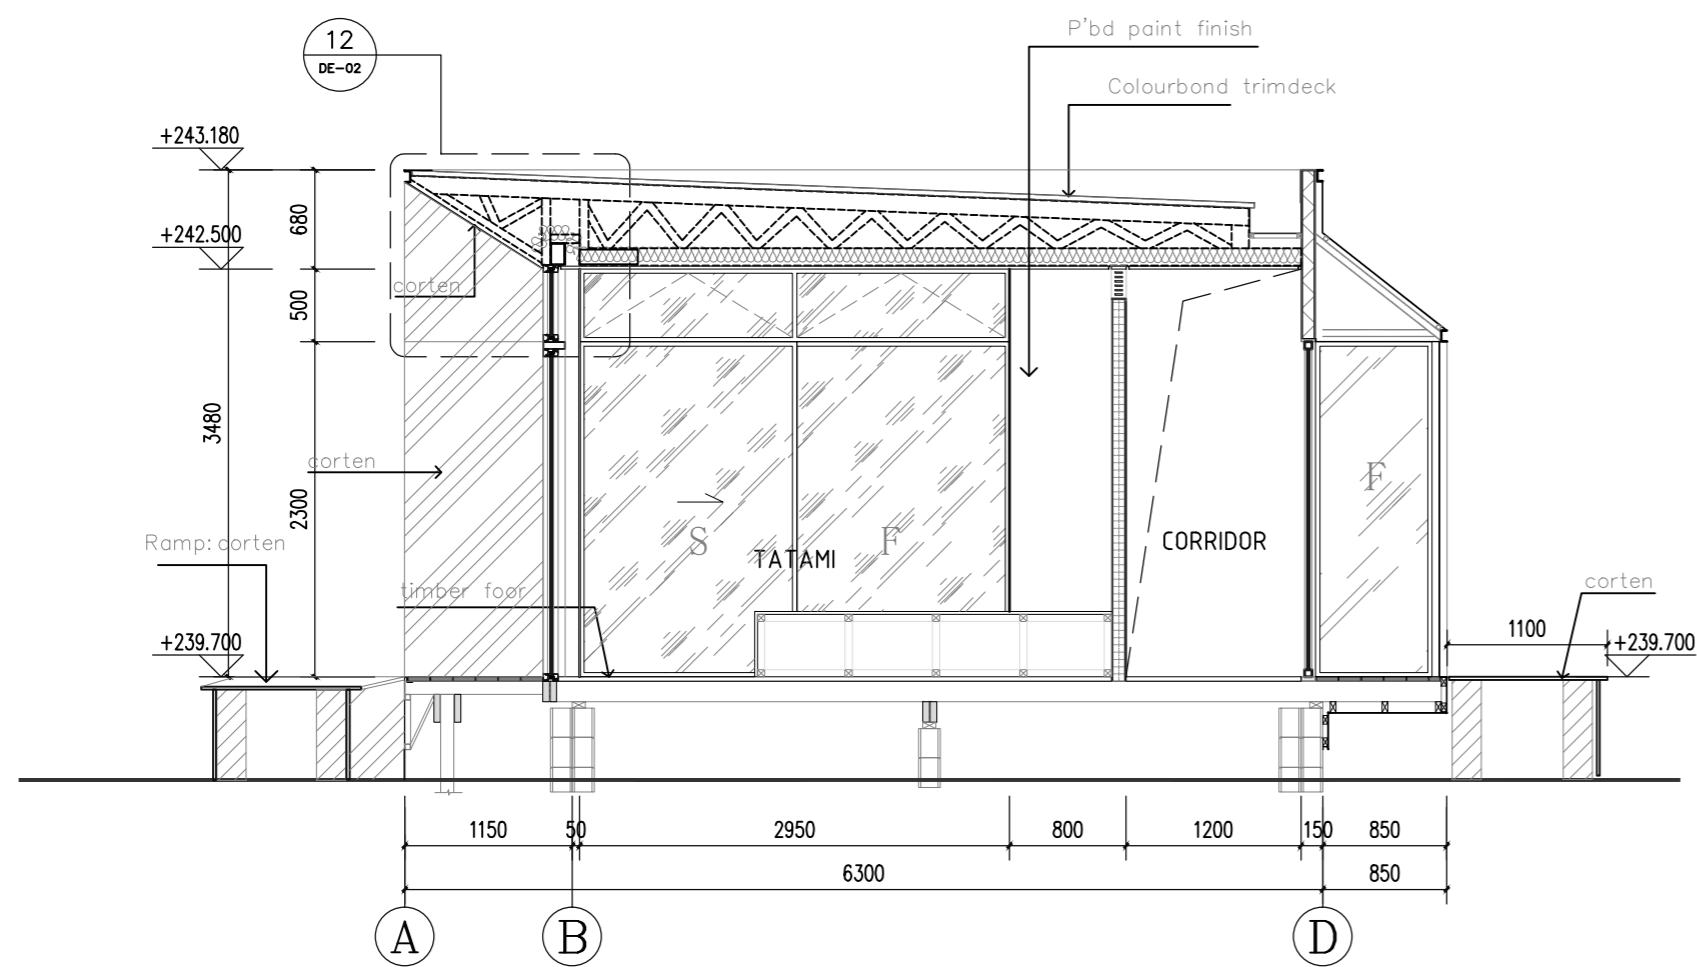 12
DE-02
P'bd paint finish
Colourbond trimdeck
+243.180
680
+242.500
corten
500
3480
corten
2300
S
F
F
TATAMI
CORRIDOR
Ramp: corten
timber foor
corten
+239.700
1100
+239.700
1150
50
2950
800
1200
150
850
6300
850
A
B
D